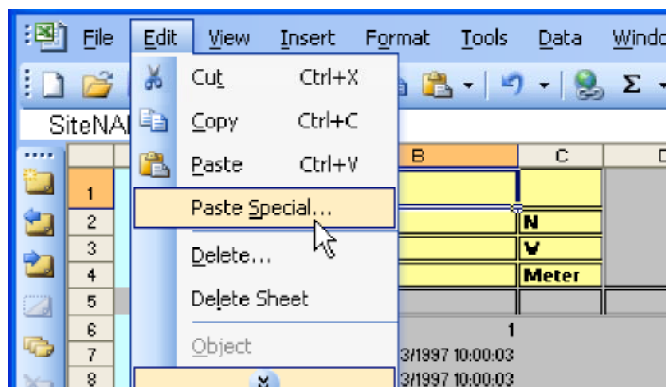 File Edit View Insert Format Tools Data Windo
Cut Ctrl+X
Σ
SiteNA
Copy Ctrl+C
Paste Ctrl+V
B C D
1
Paste Special...
2 N
3 V
Delete...
4 Meter
5
Delete Sheet
6 1
Object
7 3/1997 10:00:03
8 3/1997 10:00:03